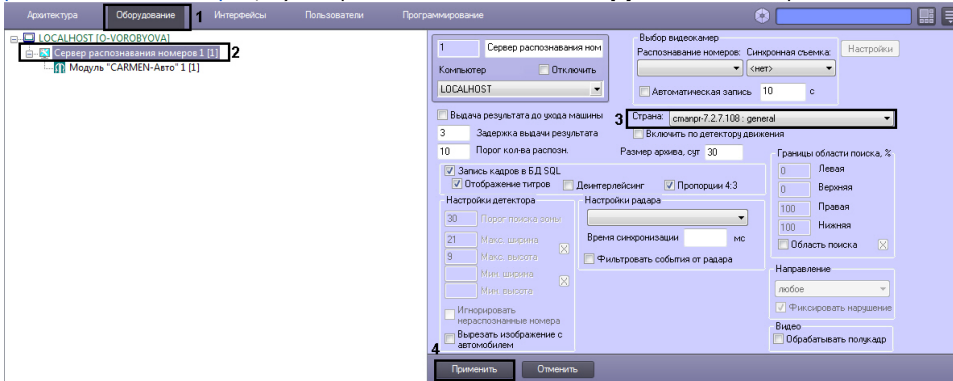 Архитектура Оборудование 1 Интерфейсы Пользователи Программирование
LOCALHOST [O-VOROBYOVA]
Сервер распознавания номеров 1 [1] 2
Модуль "CARMEN-Авто" 1 [1]
1 Сервер распознавания ном
Компьютер Отключить
LOCALHOST
Выбор видеокамер
Распознавание номеров: Синхронная съемка:
<нет>
Настройки
Автоматическая запись 10 с
Выдача результата до ухода машины
3 Страна: cmanpr-7.2.7.108 : general
3 Задержка выдачи результата
Включить по детектору движения
10 Порог кол-ва распозн.
Размер архива, сут 30
Запись кадров в БД SQL
Отображение титров Деинтерлейсинг Пропорции 4:3
Границы области поиска, %
0 Левая
0 Верхняя
100 Правая
100 Нижняя
Область поиска
Настройки детектора
30 Порог поиска зоны
21 Макс. ширина
9 Макс. высота
Мин. ширина
Мин. высота
Игнорировать
нераспознанные номера
Вырезать изображение с
автомобилем
Настройки радара
Время синхронизации мс
Фильтровать события от радара
Направление
любое
Фиксировать нарушение
Видео
Обрабатывать полукадр
4
Применить Отменить